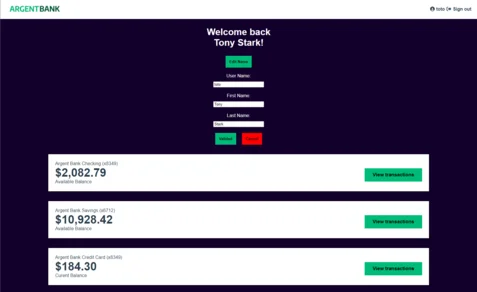 ARGENTBANK
toto Sign out
Welcome back
Tony Stark!
Edit Name
User Name:
toto
First Name:
Tony
Last Name:
Stark
Argent Bank Checking (x8349)
$2,082.79
Available Balance
View transactions
Argent Bank Savings (x6712)
$10,928.42
Available Balance
View transactions
Argent Bank Credit Card (x8349)
$184.30
Current Balance
View transactions